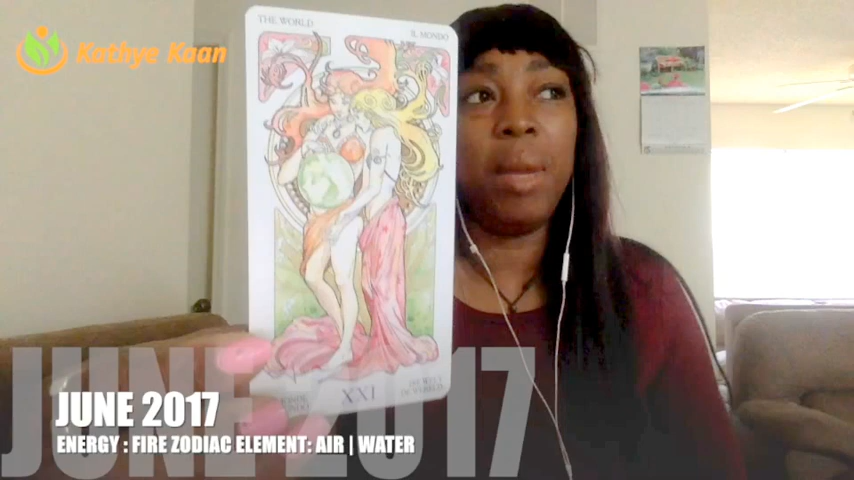 Kathye Kaan
THE WORLD
IL MONDO
JUNE 2017
JUNE 2017
ENERGY : FIRE ZODIAC ELEMENT: AIR | WATER
XXI